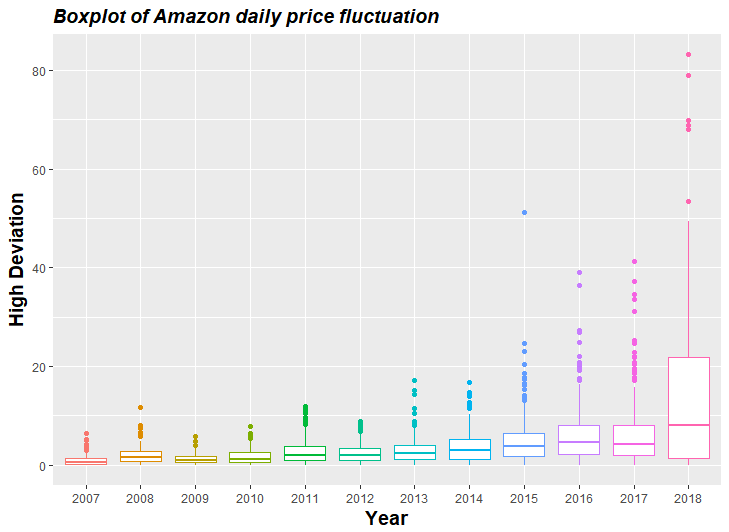 Boxplot of Amazon daily price fluctuation
High Deviation
80
60
40
20
0
2007 2008 2009 2010 2011 2012 2013 2014 2015 2016 2017 2018
Year